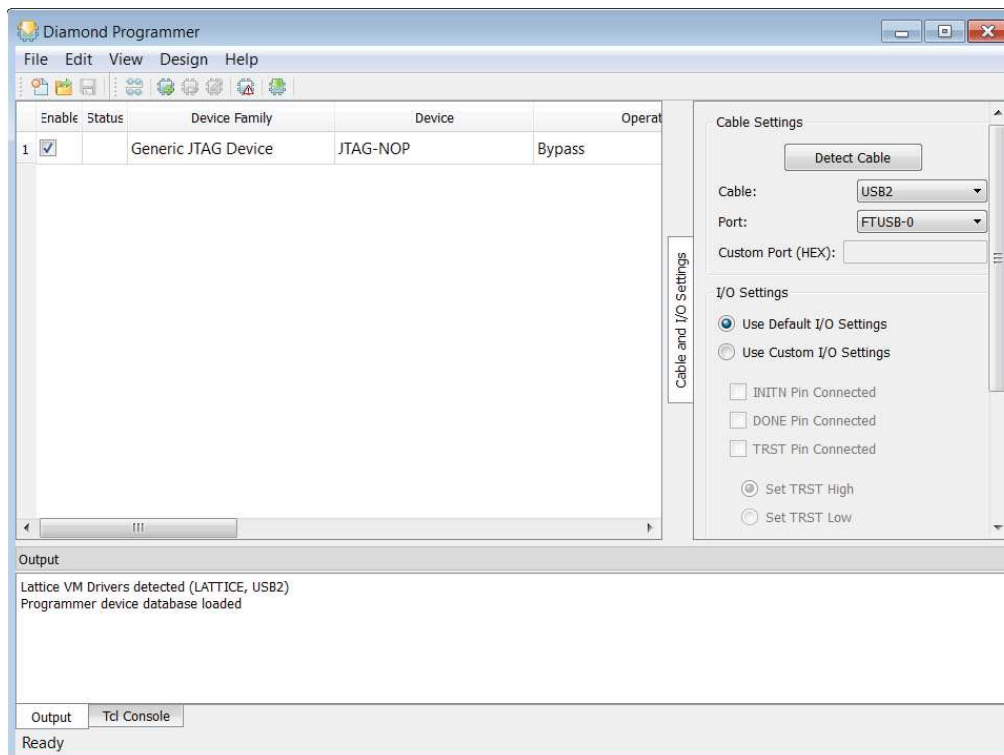 Diamond Programmer
File Edit View Design Help
Enable Status Device Family Device Operat
1 Generic JTAG Device JTAG-NOP Bypass
Cable and I/O Settings
Cable Settings
Detect Cable
Cable: USB2
Port: FTUSB-0
Custom Port (HEX):
I/O Settings
Use Default I/O Settings
Use Custom I/O Settings
INITN Pin Connected
DONE Pin Connected
TRST Pin Connected
Set TRST High
Set TRST Low
Output
Lattice VM Drivers detected (LATTICE, USB2)
Programmer device database loaded
Output Tcl Console
Ready